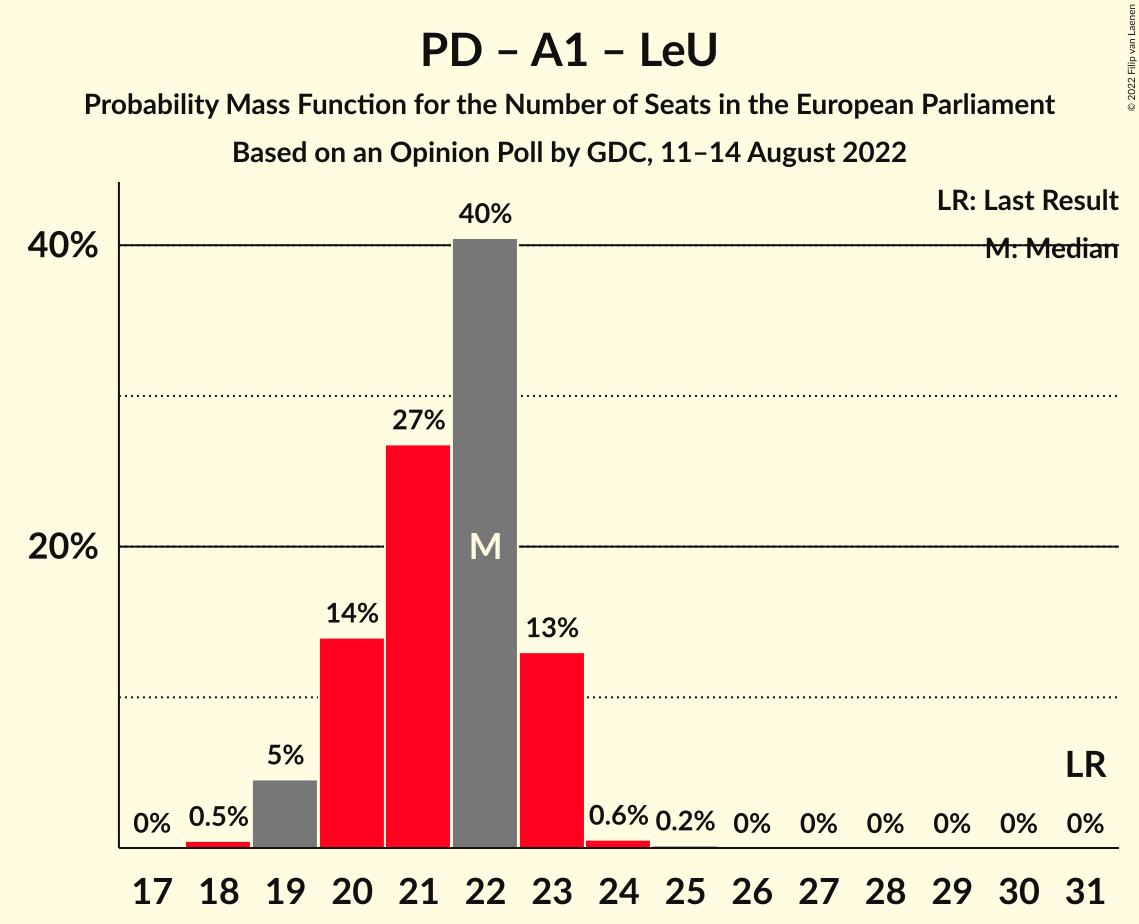 PD – A1 – LeU
Probability Mass Function for the Number of Seats in the European Parliament
Based on an Opinion Poll by GDC, 11–14 August 2022
© 2022 Filip van Laenen
LR: Last Result
M: Median
40%
20%
0%
0.5%
5%
14%
27%
40%
M
13%
0.6%
0.2%
0%
0%
0%
0%
0%
0%
LR
17 18 19 20 21 22 23 24 25 26 27 28 29 30 31